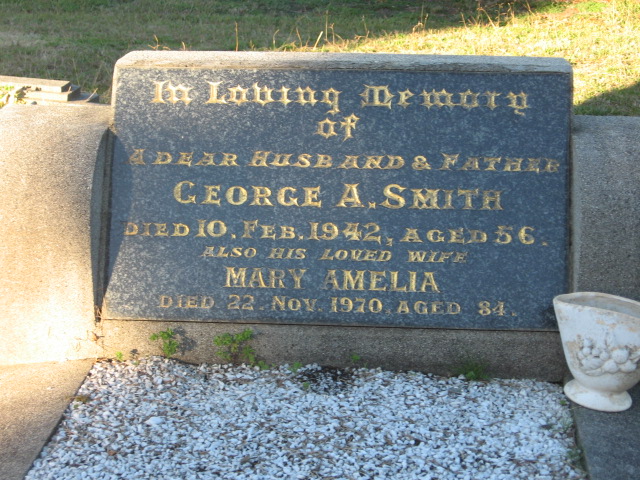 In Loving Memory
of
A DEAR HUSBAND & FATHER
GEORGE A. SMITH
DIED 10. FEB. 1942, AGED 56.
ALSO HIS LOVED WIFE
MARY AMELIA
DIED 22. NOV. 1970, AGED 84.